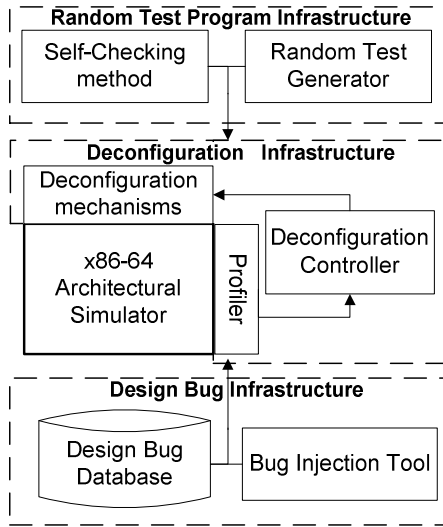 Random Test Program Infrastructure
Self-Checking
method
Random Test
Generator
Deconfiguration Infrastructure
Deconfiguration
mechanisms
x86-64
Architectural
Simulator
Profiler
Deconfiguration
Controller
Design Bug Infrastructure
Design Bug
Database
Bug Injection Tool